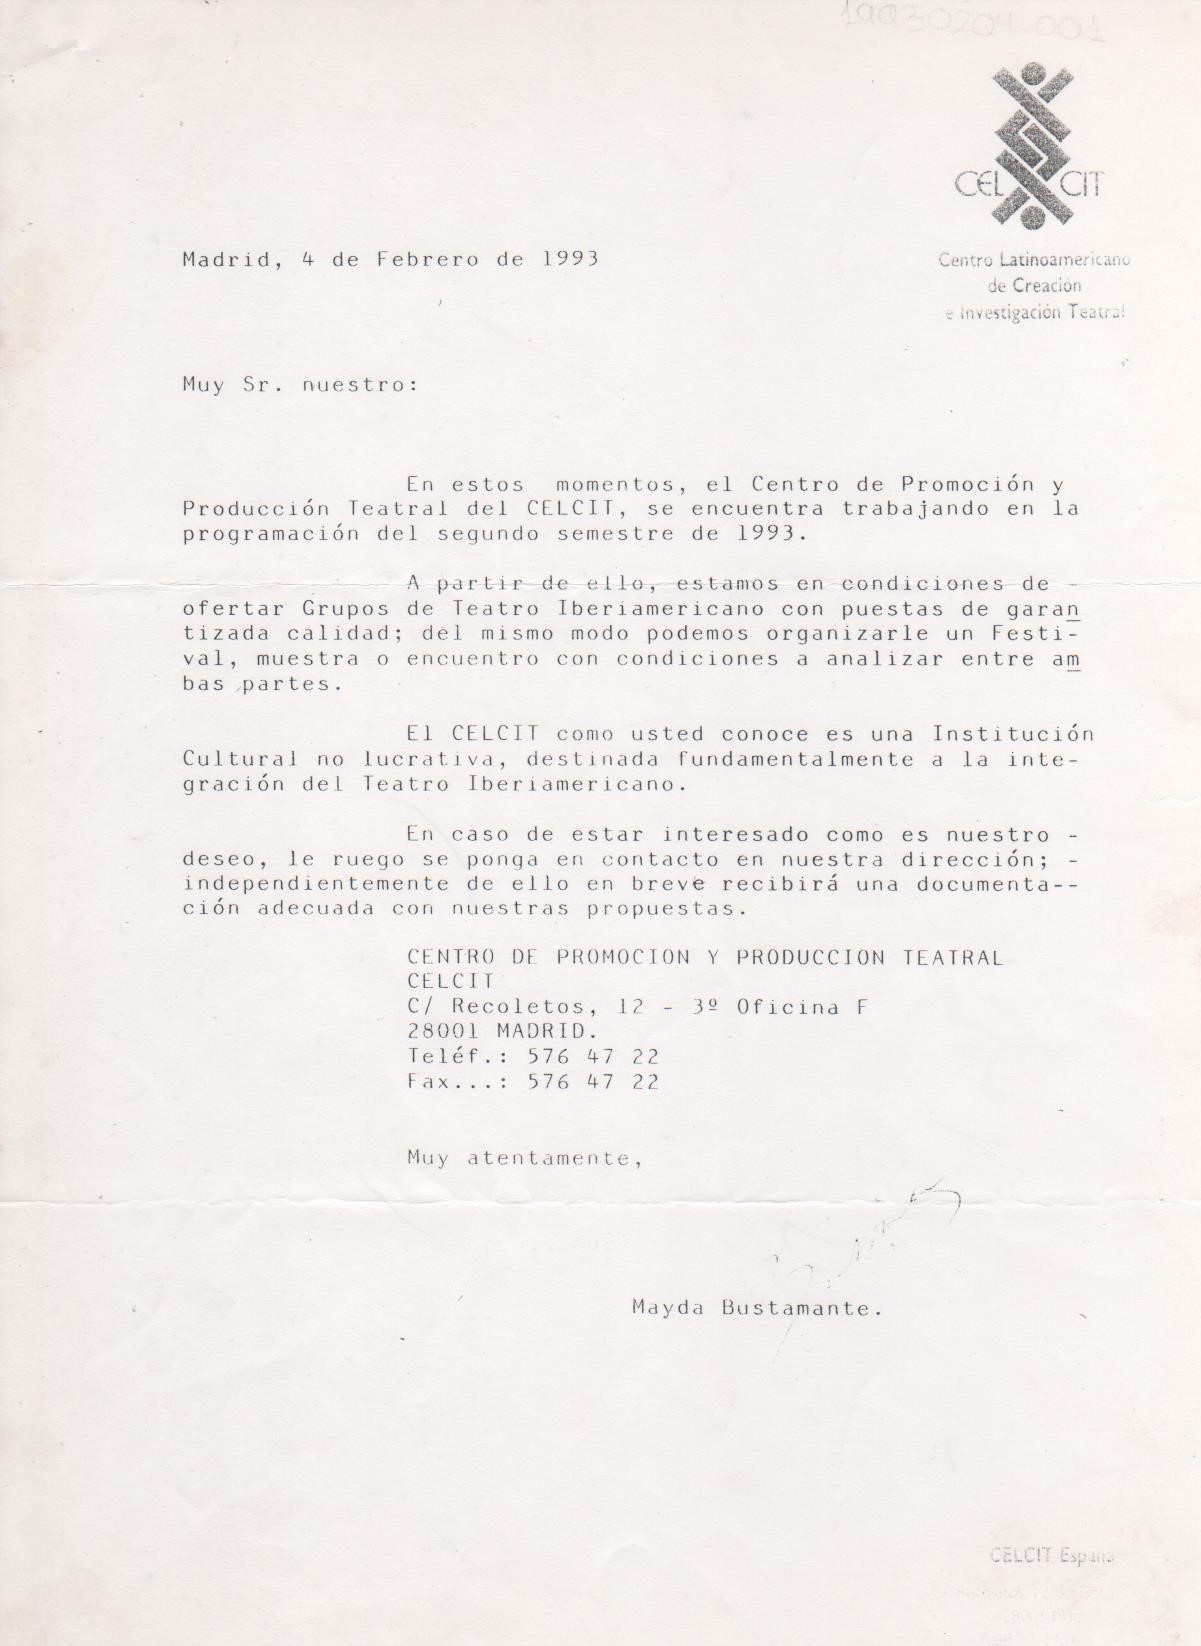 19930204-001
CELCIT
Centro Latinoamericano
de Creación
e Investigación Teatral
Madrid, 4 de Febrero de 1993
Muy Sr. nuestro:
En estos momentos, el Centro de Promoción y
Producción Teatral del CELCIT, se encuentra trabajando en la
programación del segundo semestre de 1993.
A partir de ello, estamos en condiciones de -
ofertar Grupos de Teatro Iberiamericano con puestas de garan
tizada calidad; del mismo modo podemos organizarle un Festi-
val, muestra o encuentro con condiciones a analizar entre am
bas partes.
El CELCIT como usted conoce es una Institución
Cultural no lucrativa, destinada fundamentalmente a la inte-
gración del Teatro Iberiamericano.
En caso de estar interesado como es nuestro -
deseo, le ruego se ponga en contacto en nuestra dirección; -
independientemente de ello en breve recibirá una documenta--
ción adecuada con nuestras propuestas.
CENTRO DE PROMOCION Y PRODUCCION TEATRAL
CELCIT
C/ Recoletos, 12 - 3º Oficina F
28001 MADRID.
Teléf.: 576 47 22
Fax...: 576 47 22
Muy atentamente,
Mayda Bustamante.
CELCIT España